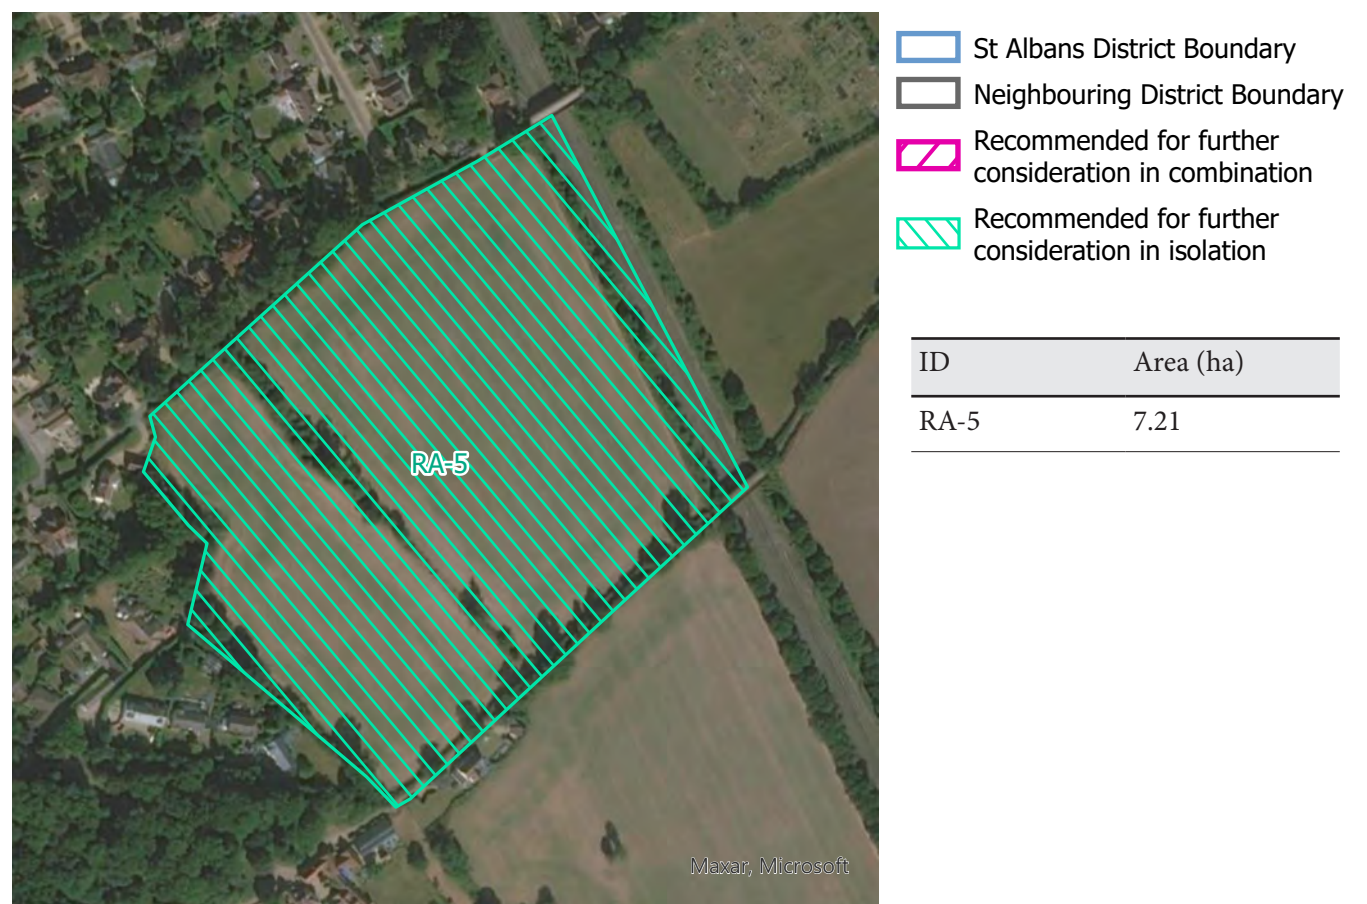 St Albans District Boundary
Neighbouring District Boundary
Recommended for further
consideration in combination
Recommended for further
consideration in isolation
ID Area (ha)
RA-5 7.21
RA-5
Maxar, Microsoft